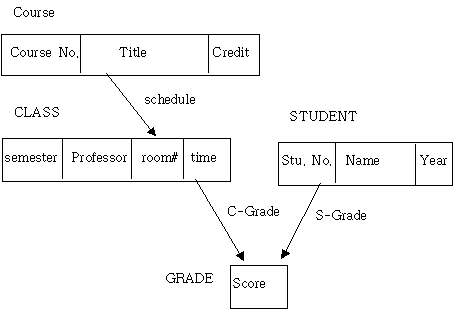 Course
Course No. Title Credit
schedule
CLASS
STUDENT
semester Professor room# time
Stu. No. Name Year
C-Grade S-Grade
GRADE
Score